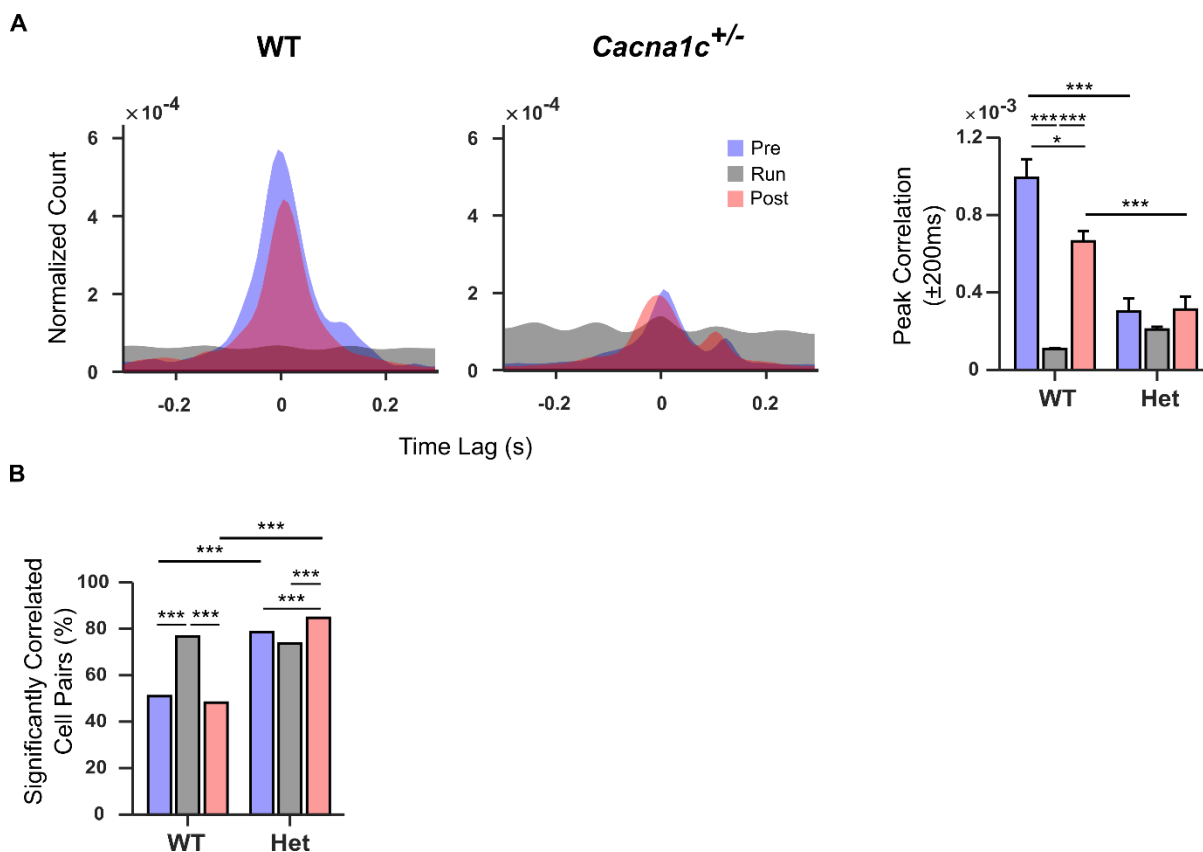 A
WT
Cacna1c+/-
×10-4
6
4
2
0
Normalized Count
-0.2
0
0.2
×10-4
6
4
2
0
-0.2
0
0.2
Time Lag (s)
Pre
Run
Post
×10-3
1.2
0.8
0.4
0
Peak Correlation
(±200ms)
***
*** ***
*
***
WT
Het
B
Significantly Correlated
Cell Pairs (%)
100
80
60
40
20
0
***
***
*** ***
***
***
WT
Het